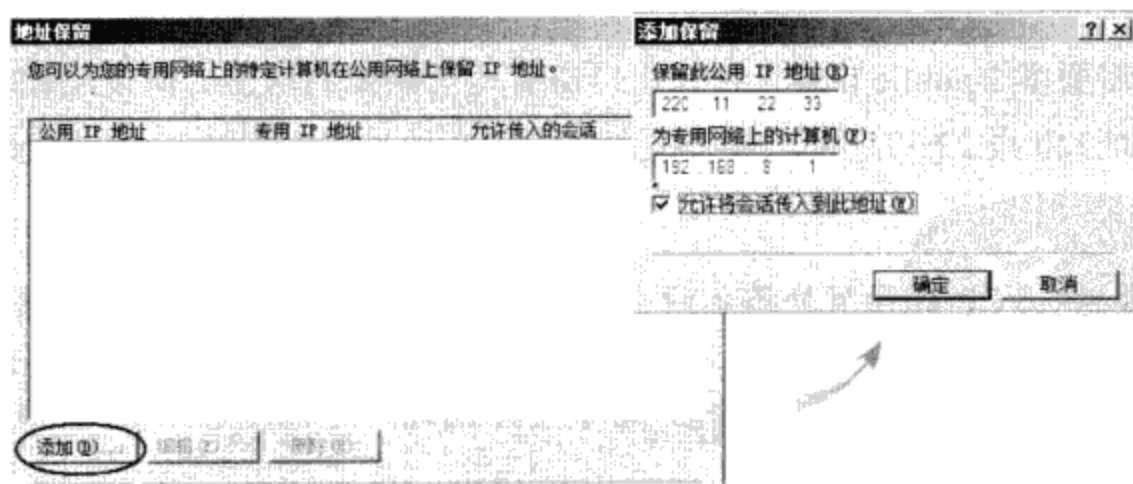 地址保留
您可以为您的专用网络上的特定计算机在公用网络上保留 IP 地址。
公用 IP 地址 专用 IP 地址 允许传入的会话
添加(D)... 编辑(E)... 删除(R)
添加保留
保留此公用 IP 地址(R):
220 . 11 . 22 . 33
为专用网络上的计算机(F):
192 . 168 . 8 . 1
允许将会话传入到此地址(W)
确定 取消